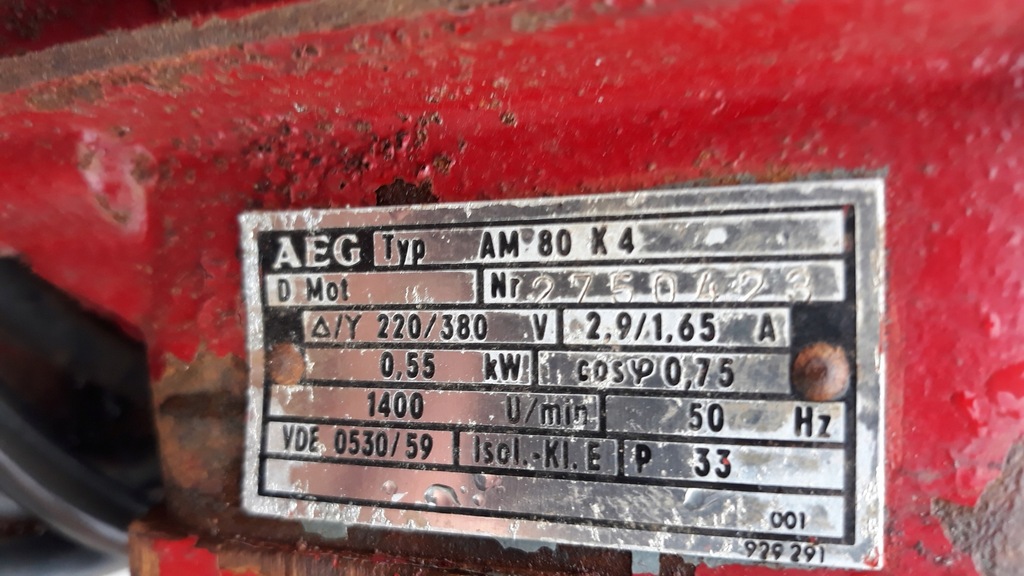 AEG Typ AM 80 K 4
D Mot Nr 2750423
Δ/Y 220/380 V 2,9/1,65 A
0,55 kW cosφ 0,75
1400 U/min 50 Hz
VDE 0530/59 Isol.-Kl. E P 33
001
929 291